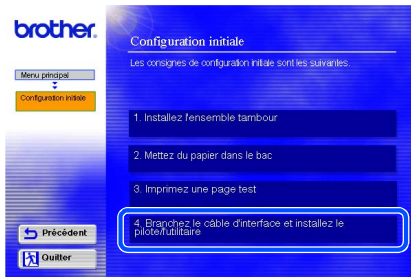 brother.
Menu principal
Configuration initiale
Configuration initiale
Les consignes de configuration initiale sont les suivantes.
1. Installez l'ensemble tambour
2. Mettez du papier dans le bac
3. Imprimez une page test
4. Branchez le câble d'interface et installez le
pilote/l'utilitaire
Précédent
Quitter